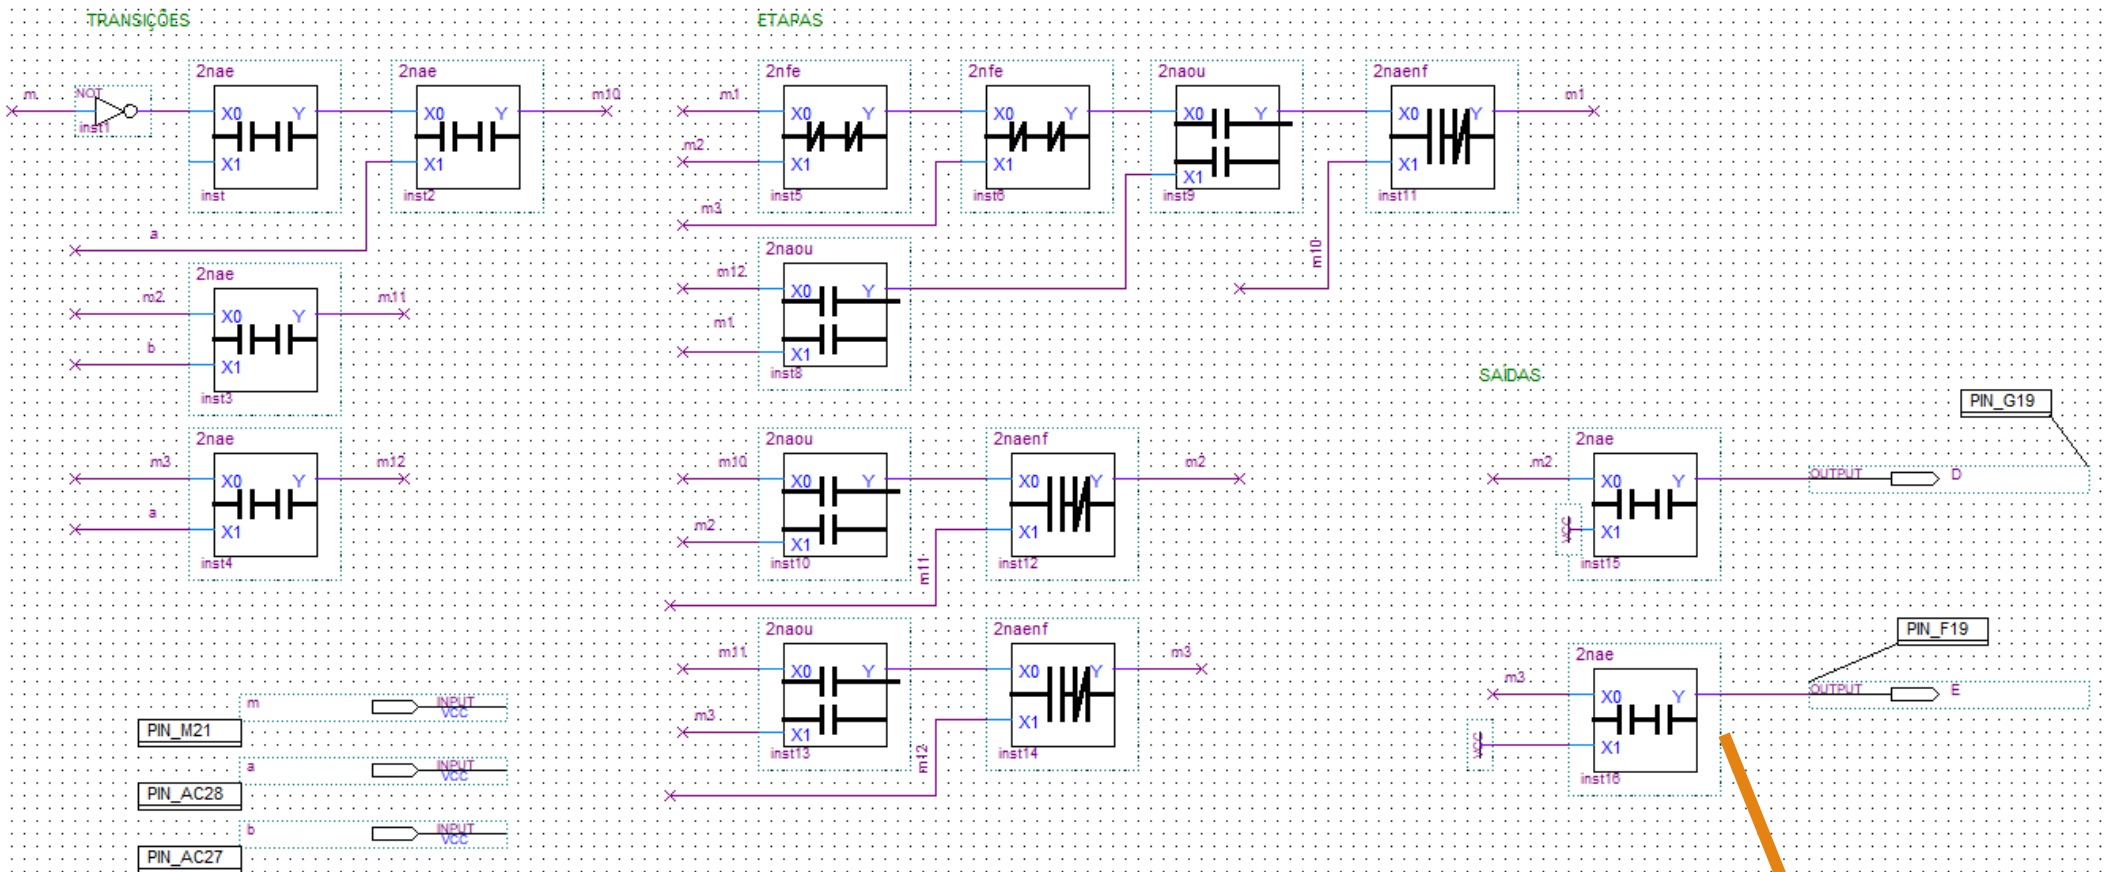 TRANSIÇÕES
ETAPAS
2nae
2nae
2nfe
2nfe
2naou
2naenf
m
NOT
inst1
X0
Y
X1
inst
X0
Y
X1
inst2
m10
m1
m2
m3
X0
Y
X1
inst5
X0
Y
X1
inst6
X0
Y
X1
inst9
X0
Y
X1
inst11
m1
m10
a
2nae
m2
b
X0
Y
X1
inst3
m11
2naou
m12
m1
X0
Y
X1
inst8
SAÍDAS
PIN_G19
2nae
m3
a
X0
Y
X1
inst4
m12
2naou
m10
m2
X0
Y
X1
inst10
2naenf
m11
X0
Y
X1
inst12
m2
2nae
m2
VCC
X0
Y
X1
inst15
OUTPUT
D
2naou
m11
m3
X0
Y
X1
inst13
2naenf
m12
X0
Y
X1
inst14
m3
PIN_F19
2nae
m3
VCC
X0
Y
X1
inst16
OUTPUT
E
m
INPUT
VCC
PIN_M21
a
INPUT
VCC
PIN_AC28
b
INPUT
VCC
PIN_AC27